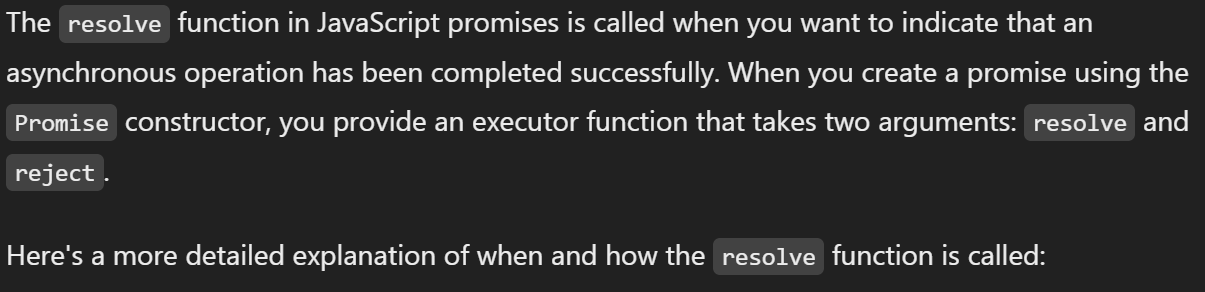 The resolve function in JavaScript promises is called when you want to indicate that an
asynchronous operation has been completed successfully. When you create a promise using the
Promise constructor, you provide an executor function that takes two arguments: resolve and
reject.
Here's a more detailed explanation of when and how the resolve function is called: